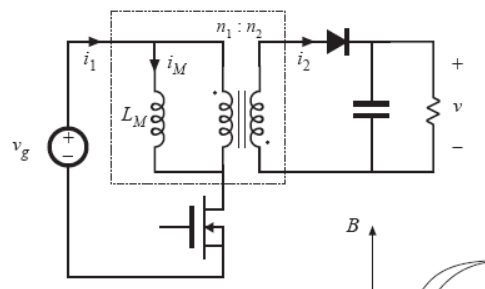 n1 : n2
i1
iM
i2
+
LM
v
vg
+
−
−
B